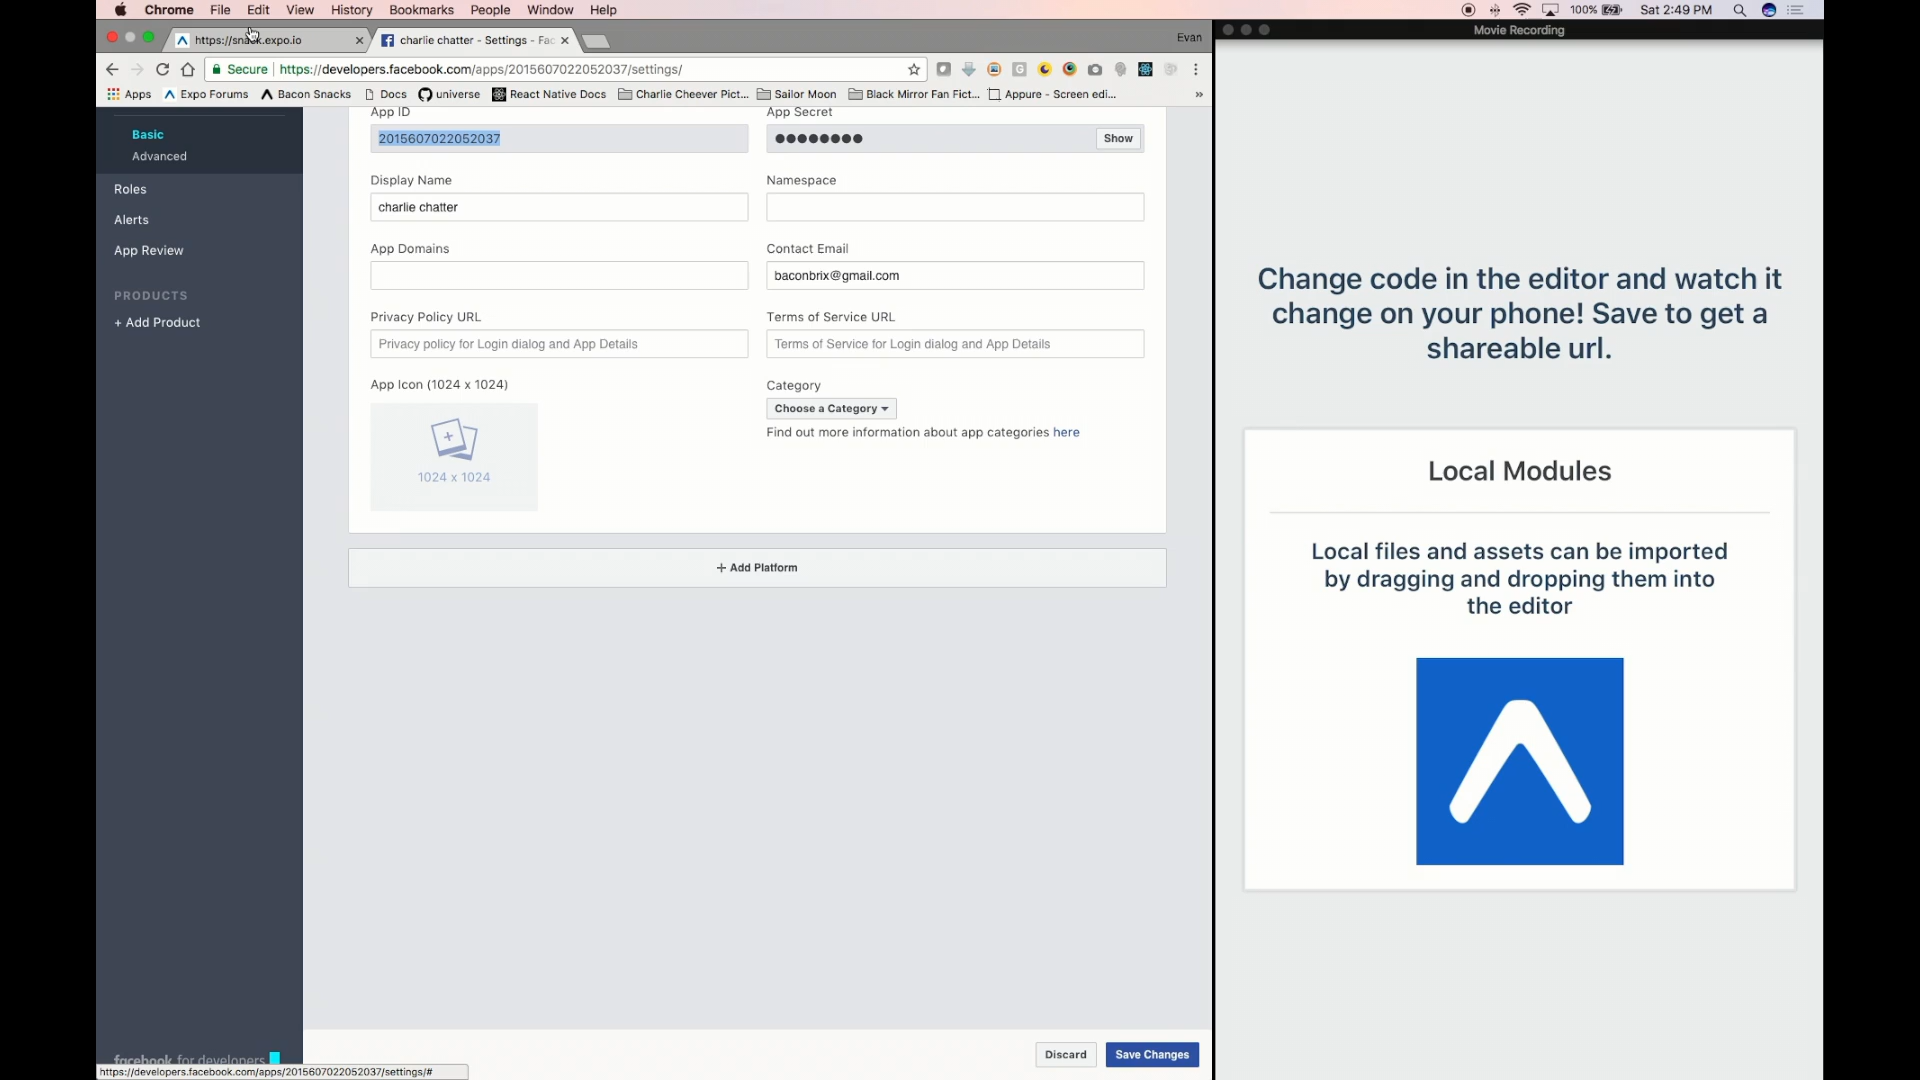 Chrome File Edit View History Bookmarks People Window Help
100% Sat 2:49 PM
https://snack.expo.io
charlie chatter - Settings - Fac
Evan
Movie Recording
Secure https://developers.facebook.com/apps/2015607022052037/settings/
Apps Expo Forums Bacon Snacks Docs universe React Native Docs Charlie Cheever Pict... Sailor Moon Black Mirror Fan Fict... Appure - Screen edi... »
Basic
Advanced
Roles
Alerts
App Review
PRODUCTS
+ Add Product
App ID
2015607022052037
App Secret
●●●●●●●● Show
Display Name
charlie chatter
Namespace
App Domains
Contact Email
baconbrix@gmail.com
Privacy Policy URL
Privacy policy for Login dialog and App Details
Terms of Service URL
Terms of Service for Login dialog and App Details
App Icon (1024 x 1024)
1024 x 1024
Category
Choose a Category
Find out more information about app categories here
+ Add Platform
Discard
Save Changes
facebook for developers
https://developers.facebook.com/apps/2015607022052037/settings/#
Change code in the editor and watch it
change on your phone! Save to get a
shareable url.
Local Modules
Local files and assets can be imported
by dragging and dropping them into
the editor